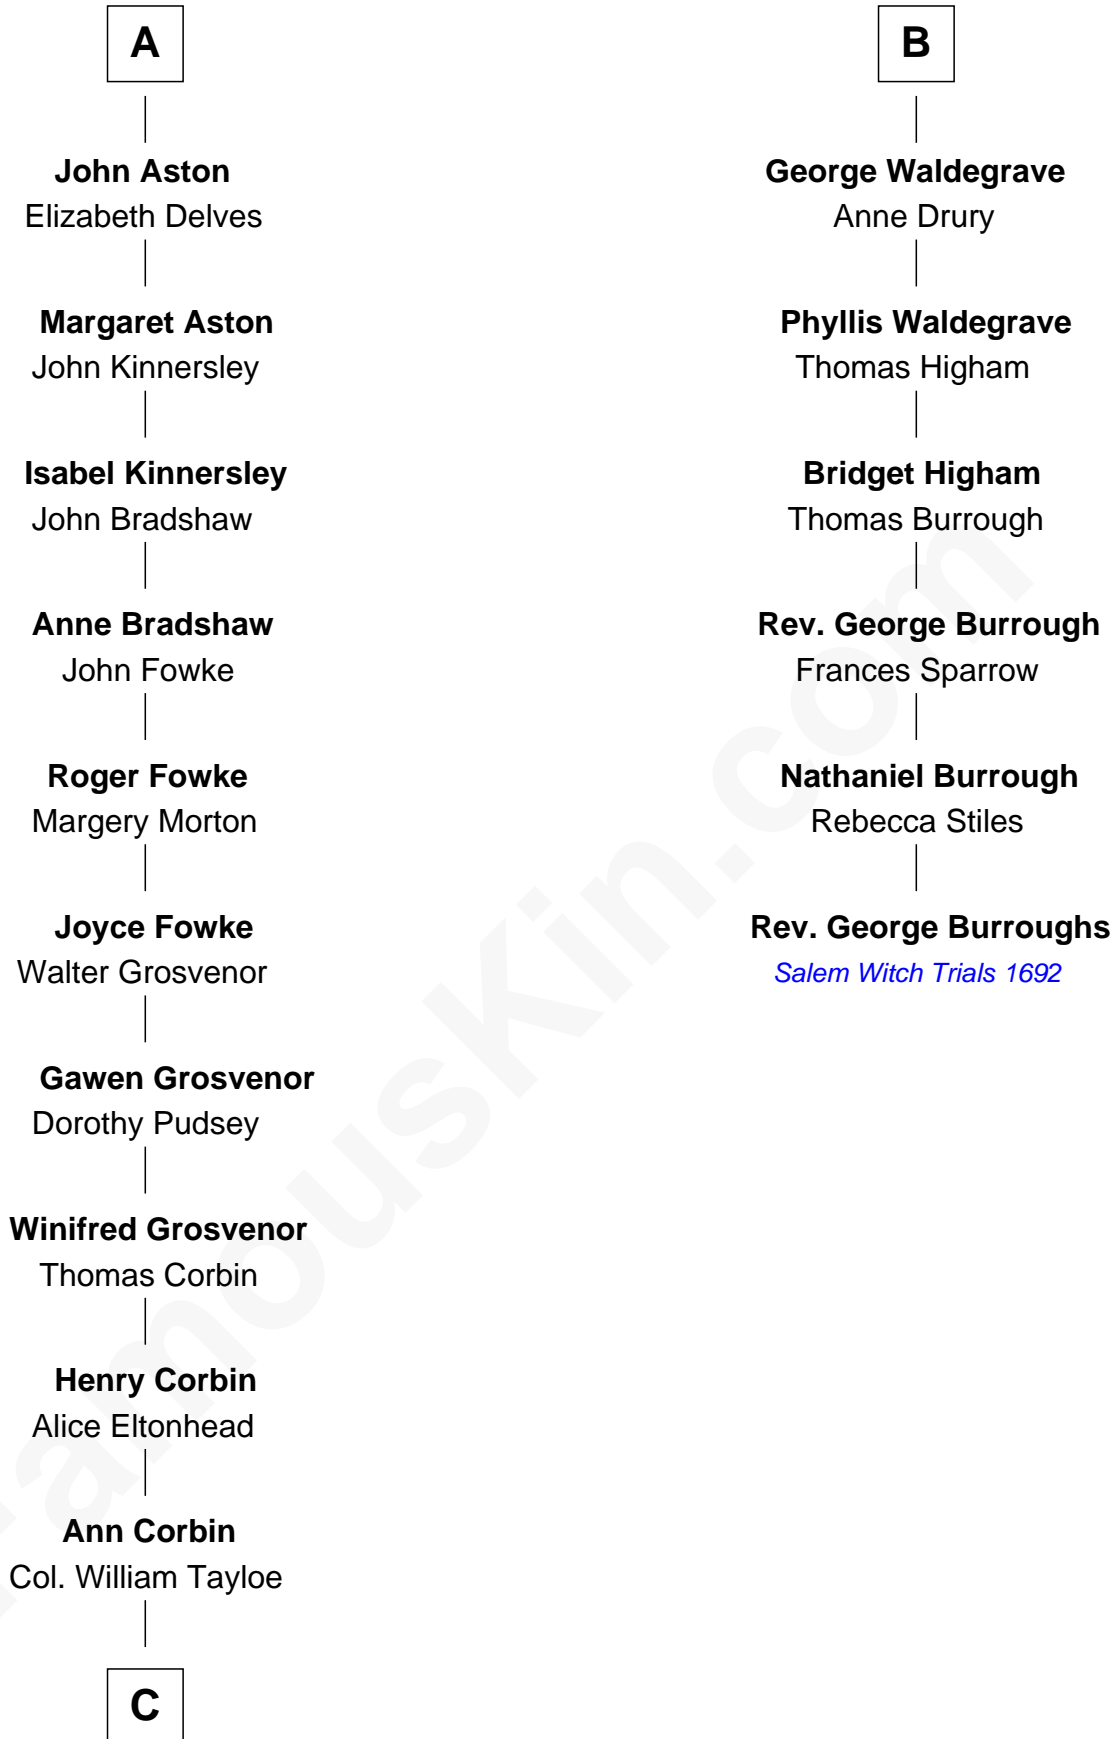 A
John Aston
Elizabeth Delves
Margaret Aston
John Kinnersley
Isabel Kinnersley
John Bradshaw
Anne Bradshaw
John Fowke
Roger Fowke
Margery Morton
Joyce Fowke
Walter Grosvenor
Gawen Grosvenor
Dorothy Pudsey
Winifred Grosvenor
Thomas Corbin
Henry Corbin
Alice Eltonhead
Ann Corbin
Col. William Tayloe
C
B
George Waldegrave
Anne Drury
Phyllis Waldegrave
Thomas Higham
Bridget Higham
Thomas Burrough
Rev. George Burrough
Frances Sparrow
Nathaniel Burrough
Rebecca Stiles
Rev. George Burroughs
Salem Witch Trials 1692
FamousKin.com